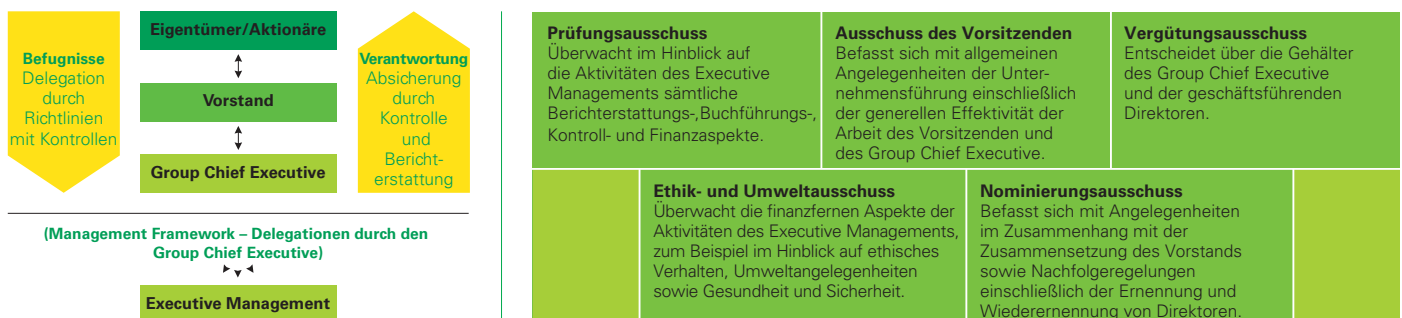 Befugnisse
Delegation
durch
Richtlinien
mit Kontrollen
Eigentümer/Aktionäre
Vorstand
Group Chief Executive
Verantwortung
Absicherung
durch
Kontrolle
und
Bericht-
erstattung
(Management Framework – Delegationen durch den
Group Chief Executive)
Executive Management
Prüfungsausschuss
Überwacht im Hinblick auf
die Aktivitäten des Executive
Managements sämtliche
Berichterstattungs-,Buchführungs-,
Kontroll- und Finanzaspekte.
Ausschuss des Vorsitzenden
Befasst sich mit allgemeinen
Angelegenheiten der Unter-
nehmensführung einschließlich
der generellen Effektivität der
Arbeit des Vorsitzenden und
des Group Chief Executive.
Vergütungsausschuss
Entscheidet über die Gehälter
des Group Chief Executive
und der geschäftsführenden
Direktoren.
Ethik- und Umweltausschuss
Überwacht die finanzfernen Aspekte der
Aktivitäten des Executive Managements,
zum Beispiel im Hinblick auf ethisches
Verhalten, Umweltangelegenheiten
sowie Gesundheit und Sicherheit.
Nominierungsausschuss
Befasst sich mit Angelegenheiten
im Zusammenhang mit der
Zusammensetzung des Vorstands
sowie Nachfolgeregelungen
einschließlich der Ernennung und
Wiederernennung von Direktoren.